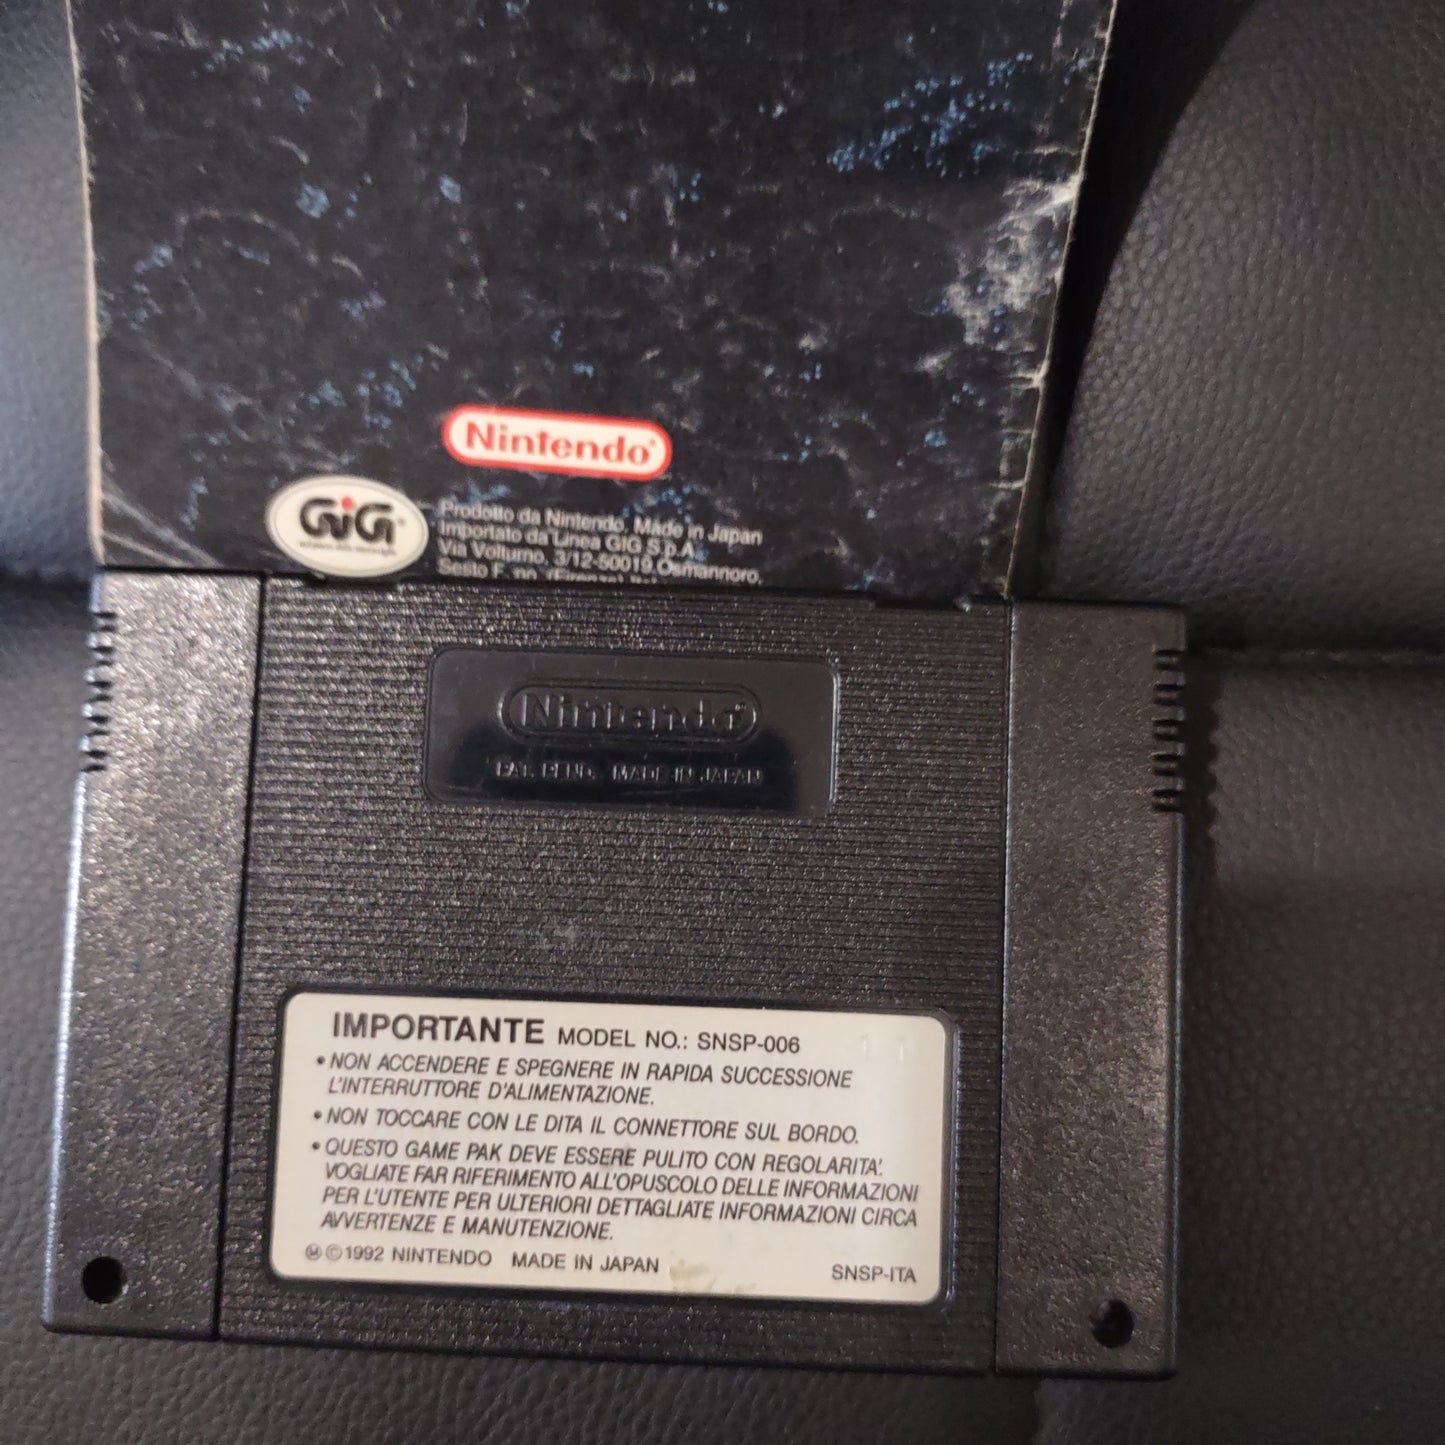 Nintendo
GiG
Prodotto da Nintendo. Made in Japan
Importato da Linea GIG S.p.A.
Via Volturno, 3/12-50019 Osmannoro,
Sesto F
Nintendo
PAT. PEND. MADE IN JAPAN
IMPORTANTE MODEL NO.: SNSP-006
• NON ACCENDERE E SPEGNERE IN RAPIDA SUCCESSIONE
L'INTERRUTTORE D'ALIMENTAZIONE.
• NON TOCCARE CON LE DITA IL CONNETTORE SUL BORDO.
• QUESTO GAME PAK DEVE ESSERE PULITO CON REGOLARITA'.
VOGLIATE FAR RIFERIMENTO ALL'OPUSCOLO DELLE INFORMAZIONI
PER L'UTENTE PER ULTERIORI DETTAGLIATE INFORMAZIONI CIRCA
AVVERTENZE E MANUTENZIONE.
Ⓜ©1992 NINTENDO MADE IN JAPAN SNSP-ITA